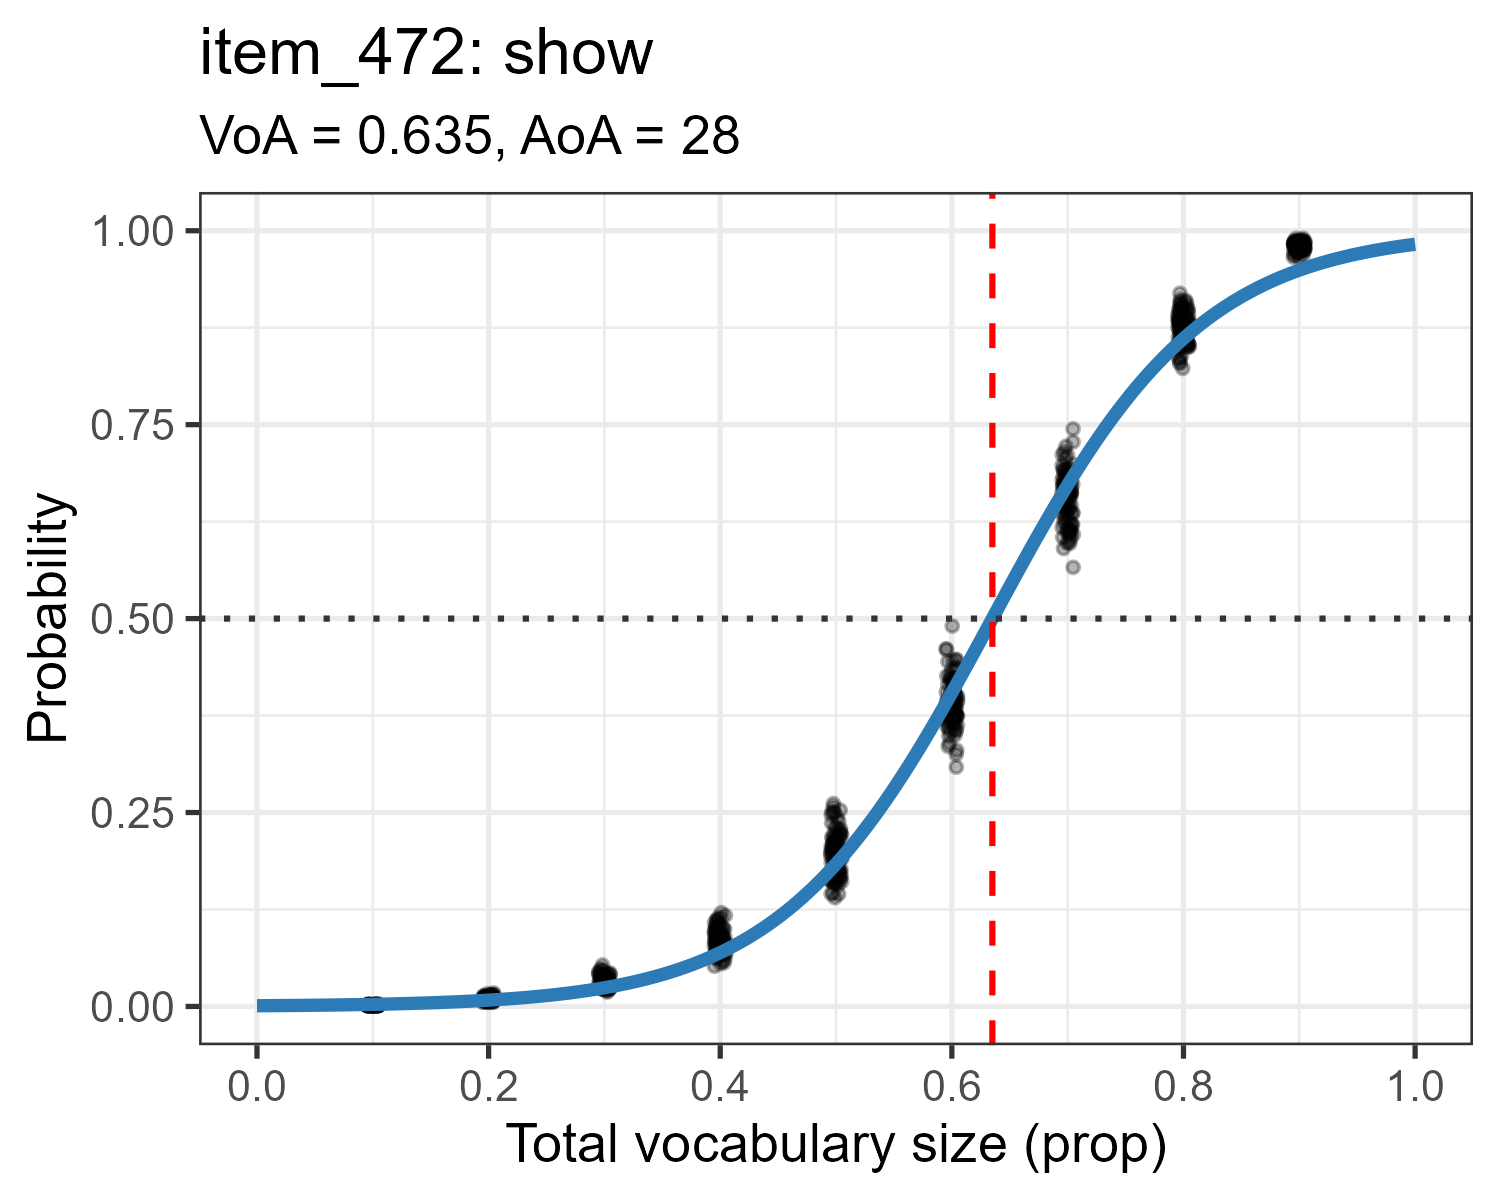 item_472: show
VoA = 0.635, AoA = 28
1.00
0.75
0.50
0.25
0.00
Probability
0.0 0.2 0.4 0.6 0.8 1.0
Total vocabulary size (prop)